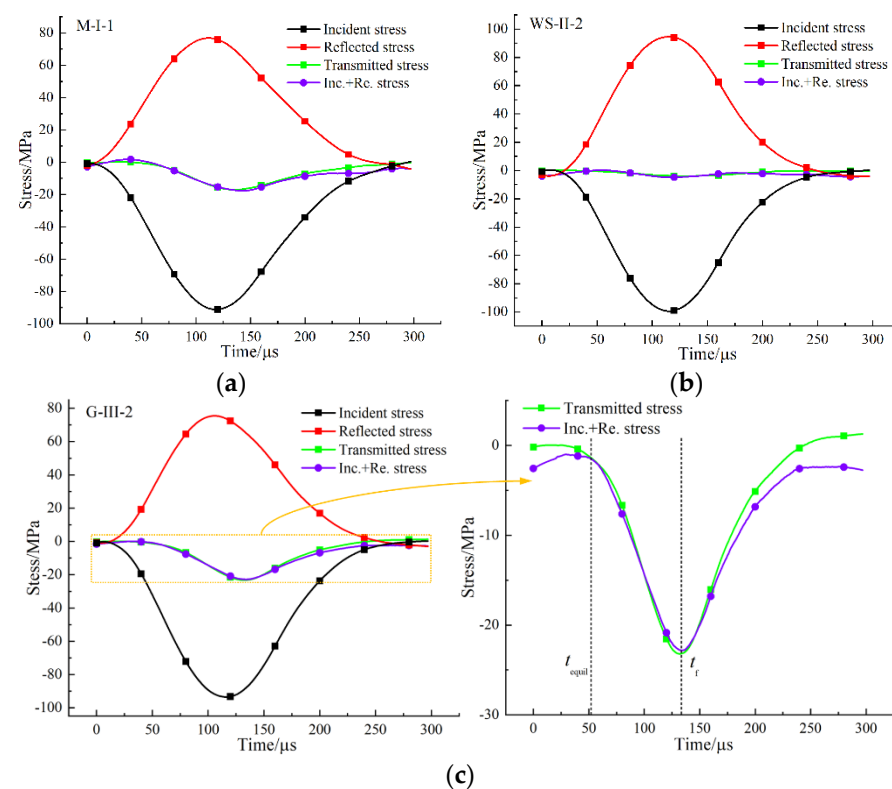 M-I-1
Incident stress
Reflected stress
Transmitted stress
Inc.+Re. stress
80
60
40
20
0
-20
-40
-60
-80
-100
Stress/MPa
0 50 100 150 200 250 300
Time/μs
(a)
WS-II-2
Incident stress
Reflected stress
Transmitted stress
Inc.+Re. stress
100
80
60
40
20
0
-20
-40
-60
-80
-100
Stress/MPa
0 50 100 150 200 250 300
Time/μs
(b)
G-III-2
Incident stress
Reflected stress
Transmitted stress
Inc.+Re. stress
80
60
40
20
0
-20
-40
-60
-80
-100
Stess/MPa
0 50 100 150 200 250 300
Time/μs
Transmitted stress
Inc.+Re. stress
5
0
-10
-20
-30
Stress/MPa
t equil
t f
0 50 100 150 200 250 300
Time/μs
(c)